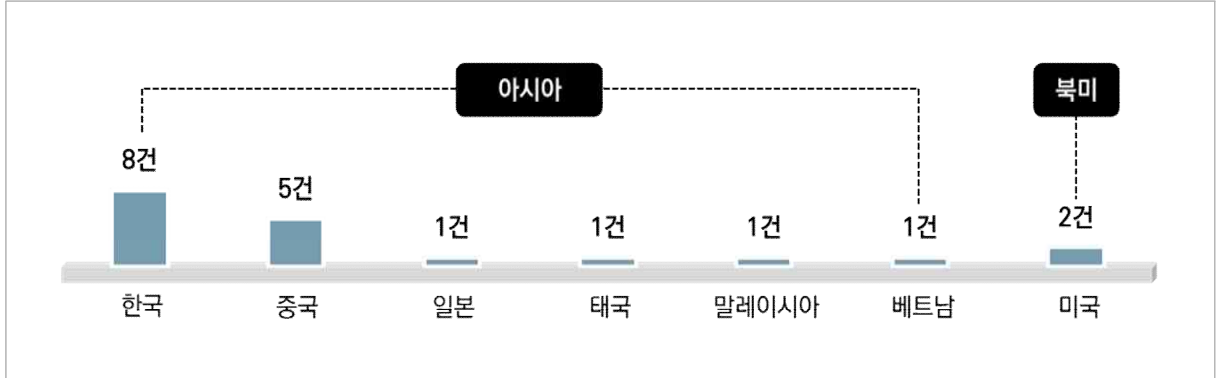 아시아 북미
8건 5건 1건 1건 1건 1건 2건
한국 중국 일본 태국 말레이시아 베트남 미국